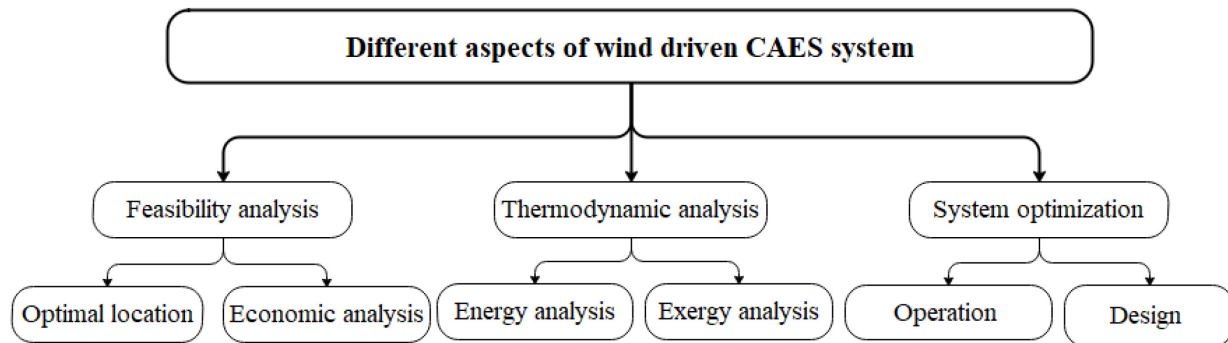 Different aspects of wind driven CAES system
Feasibility analysis
Thermodynamic analysis
System optimization
Optimal location
Economic analysis
Energy analysis
Exergy analysis
Operation
Design